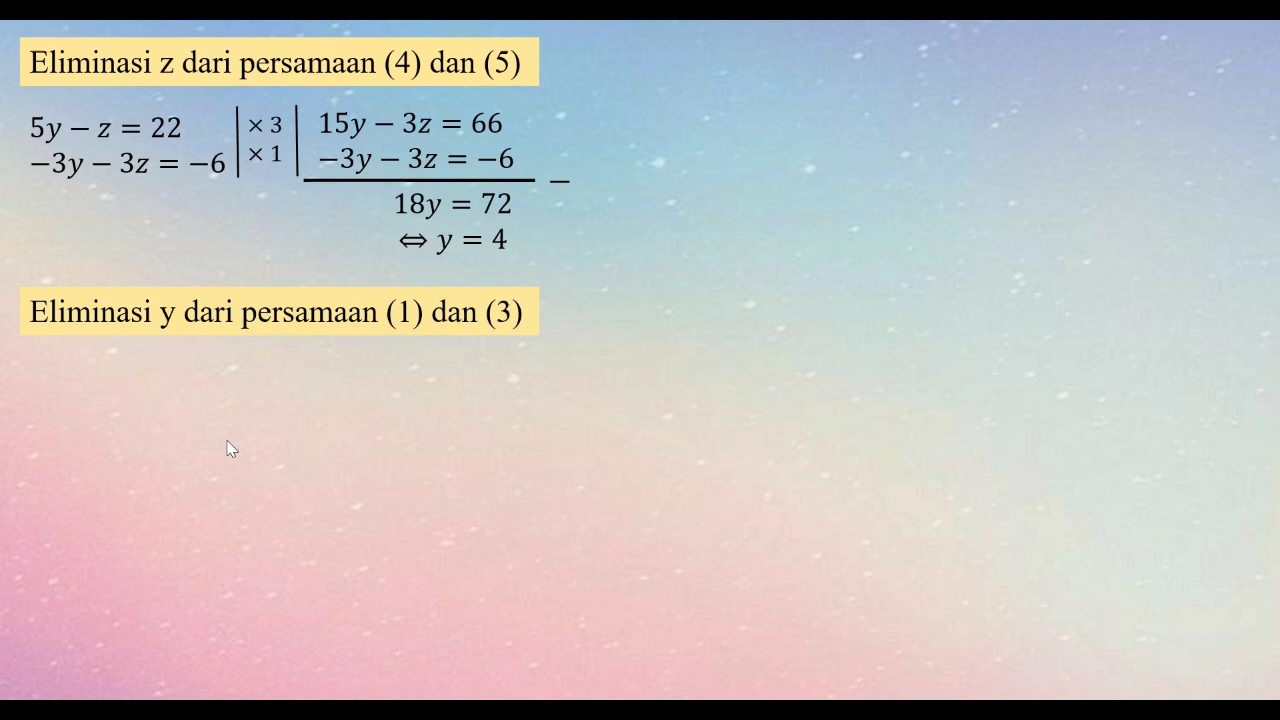 Eliminasi z dari persamaan (4) dan (5)
5y − z = 22 | × 3 | 15y − 3z = 66
−3y − 3z = −6 | × 1 | −3y − 3z = −6
−
18y = 72
⇔ y = 4
Eliminasi y dari persamaan (1) dan (3)